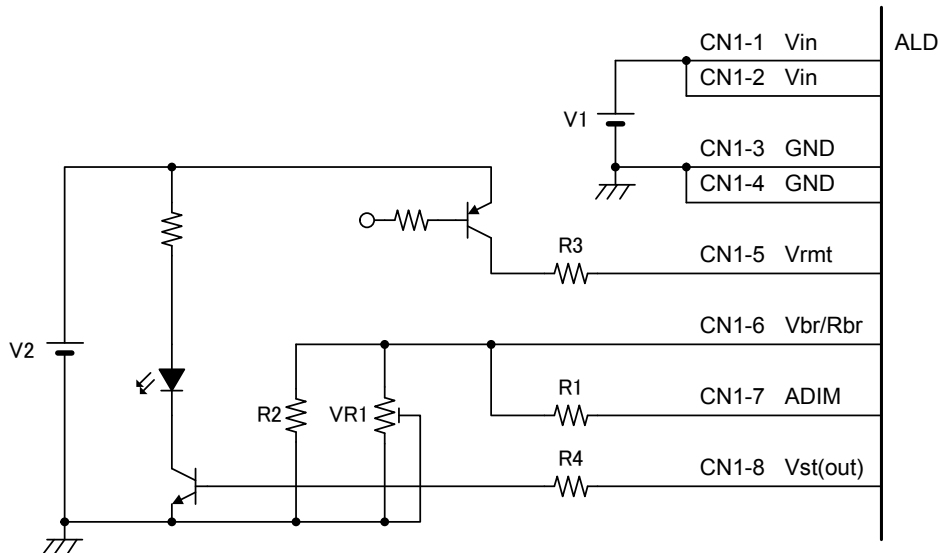 CN1-1 Vin
ALD
CN1-2 Vin
V1
CN1-3 GND
CN1-4 GND
R3
CN1-5 Vrmt
CN1-6 Vbr/Rbr
V2
R1
CN1-7 ADIM
R2
VR1
R4
CN1-8 Vst(out)